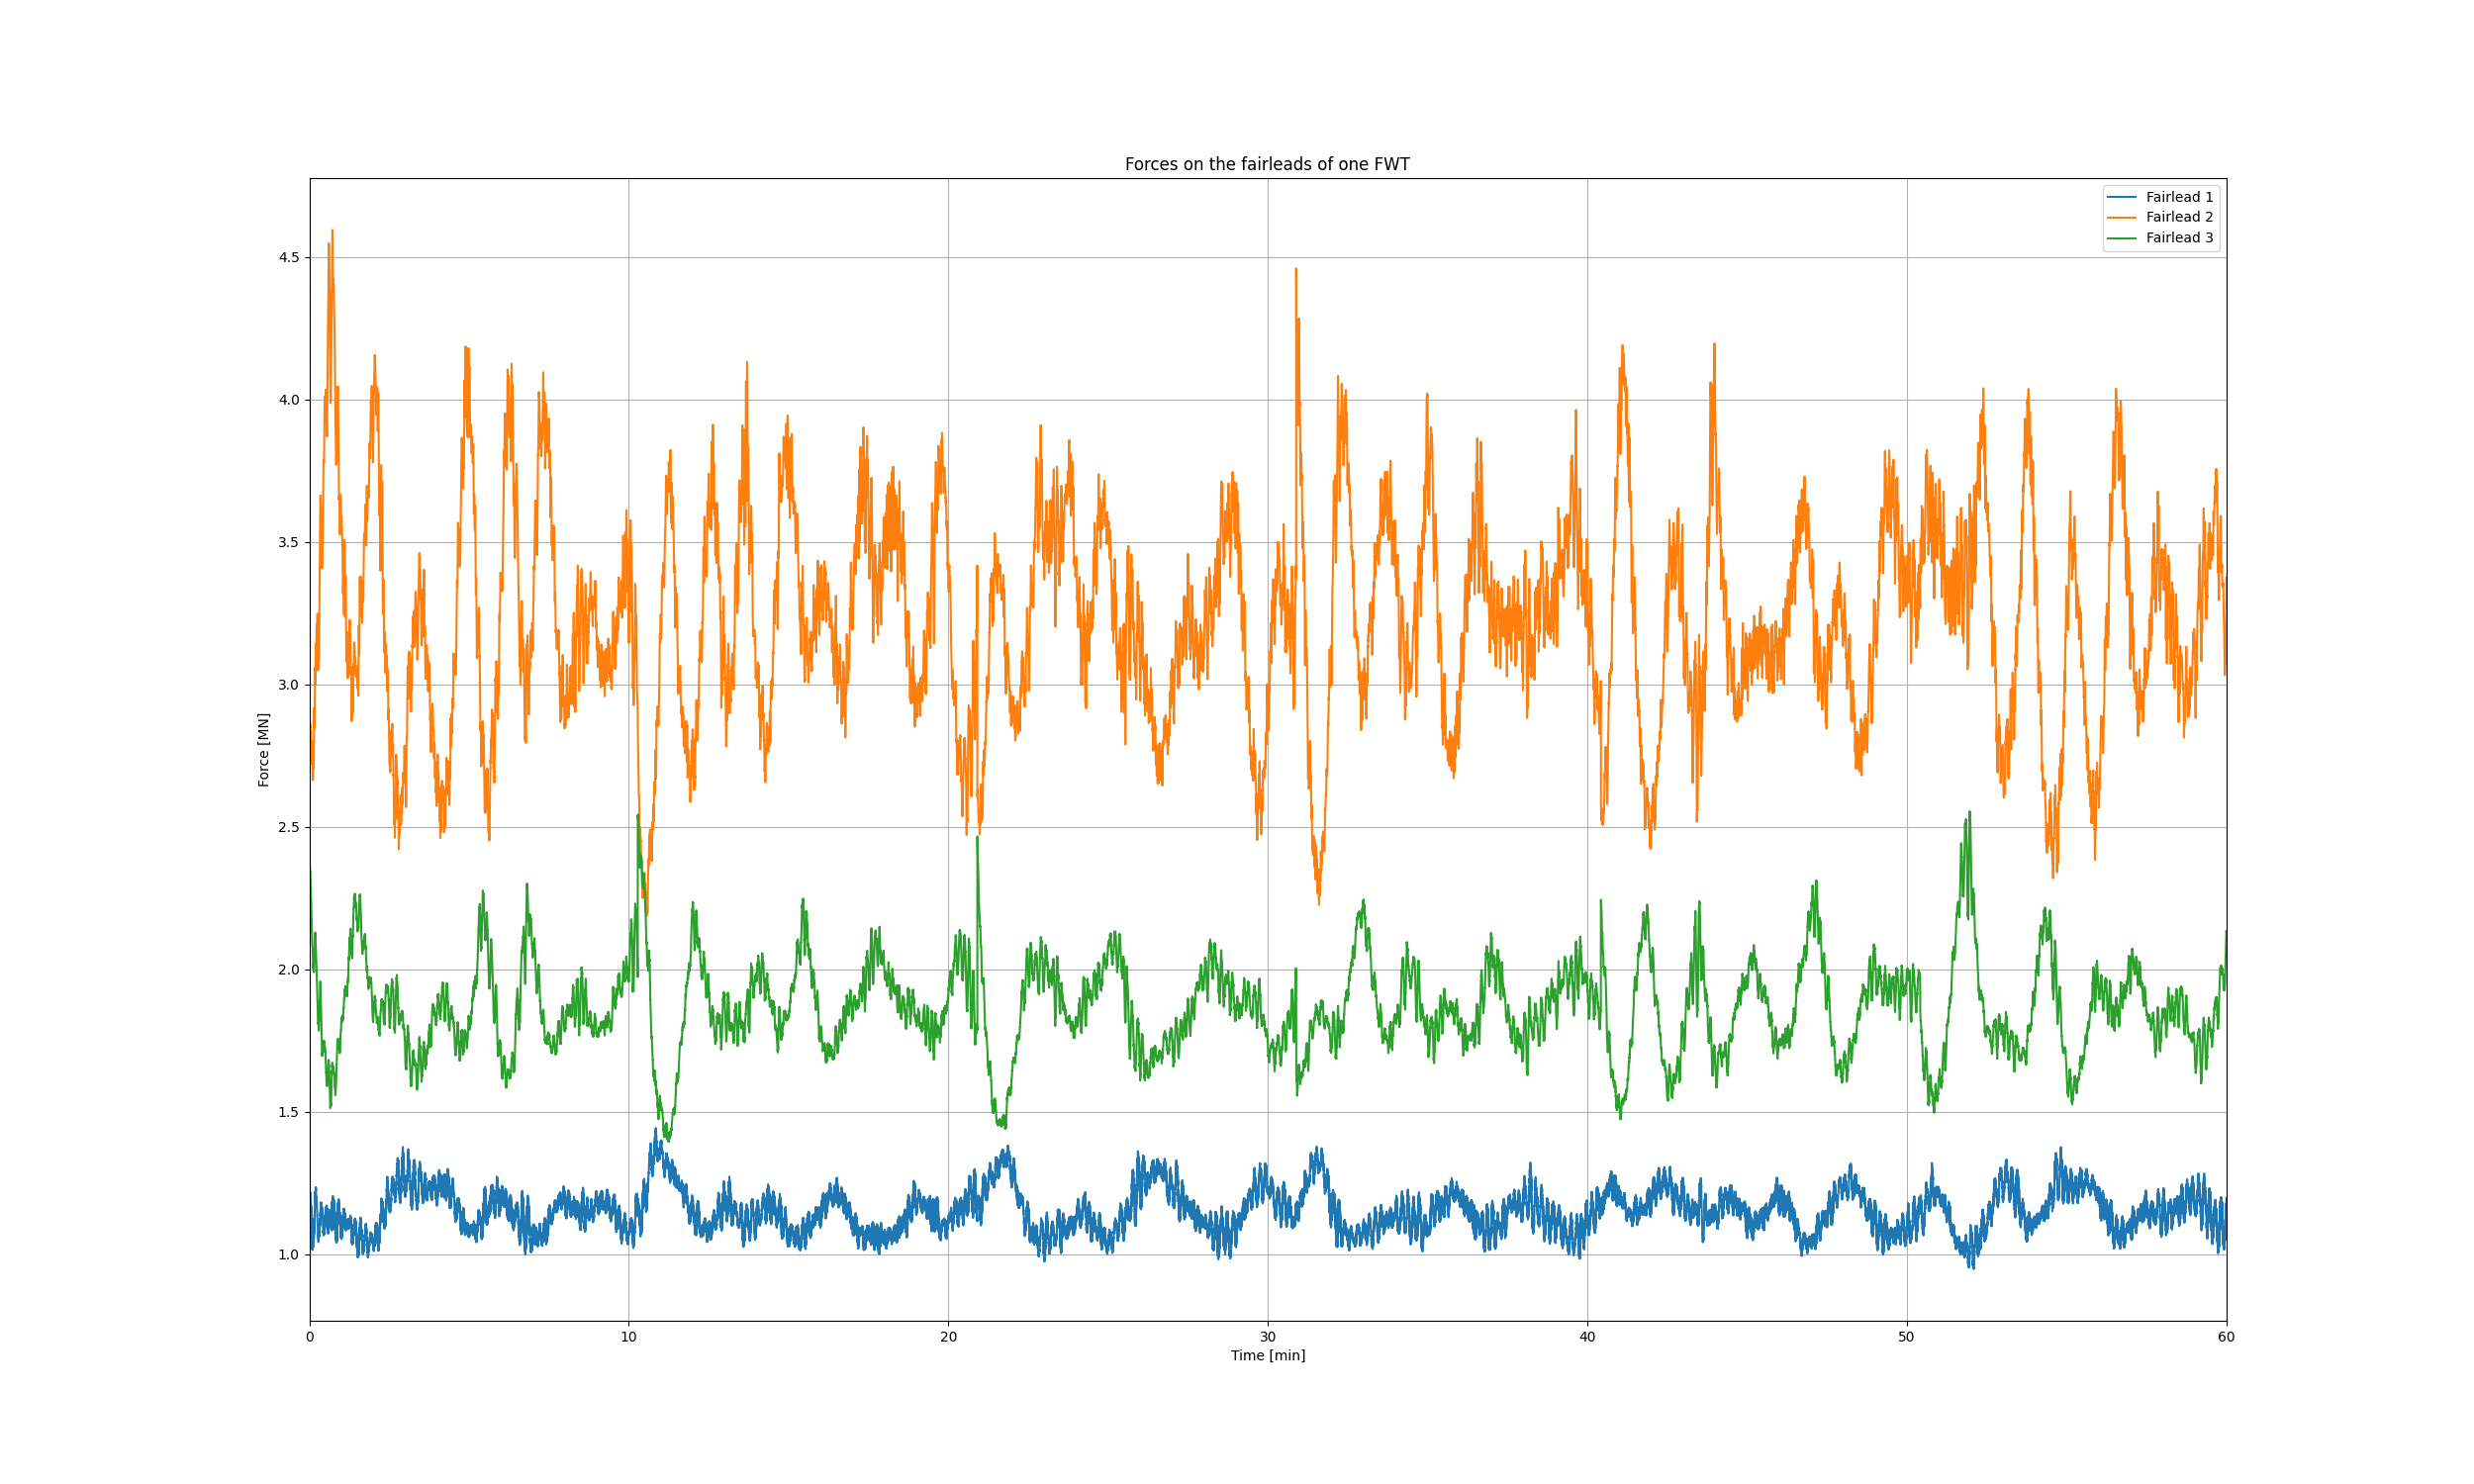 Forces on the fairleads of one FWT
Fairlead 1
Fairlead 2
Fairlead 3
4.5
4.0
3.5
3.0
2.5
2.0
1.5
1.0
Force [MN]
0 10 20 30 40 50 60
Time [min]